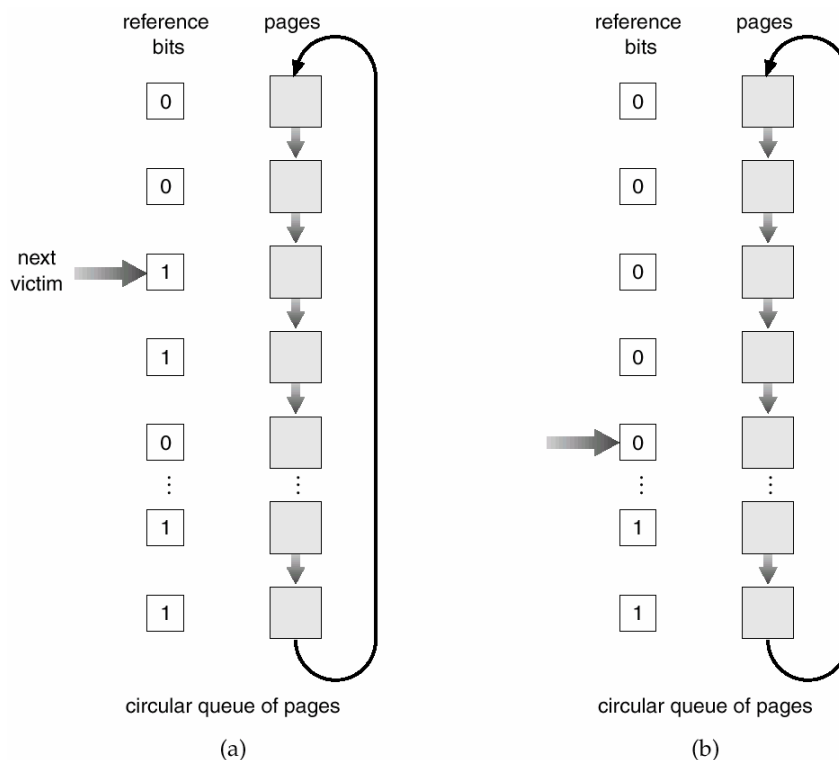 reference
bits
pages
0
0
next
victim
1
1
0
⋮
⋮
1
1
circular queue of pages
(a)
reference
bits
pages
0
0
0
0
0
⋮
⋮
1
1
circular queue of pages
(b)